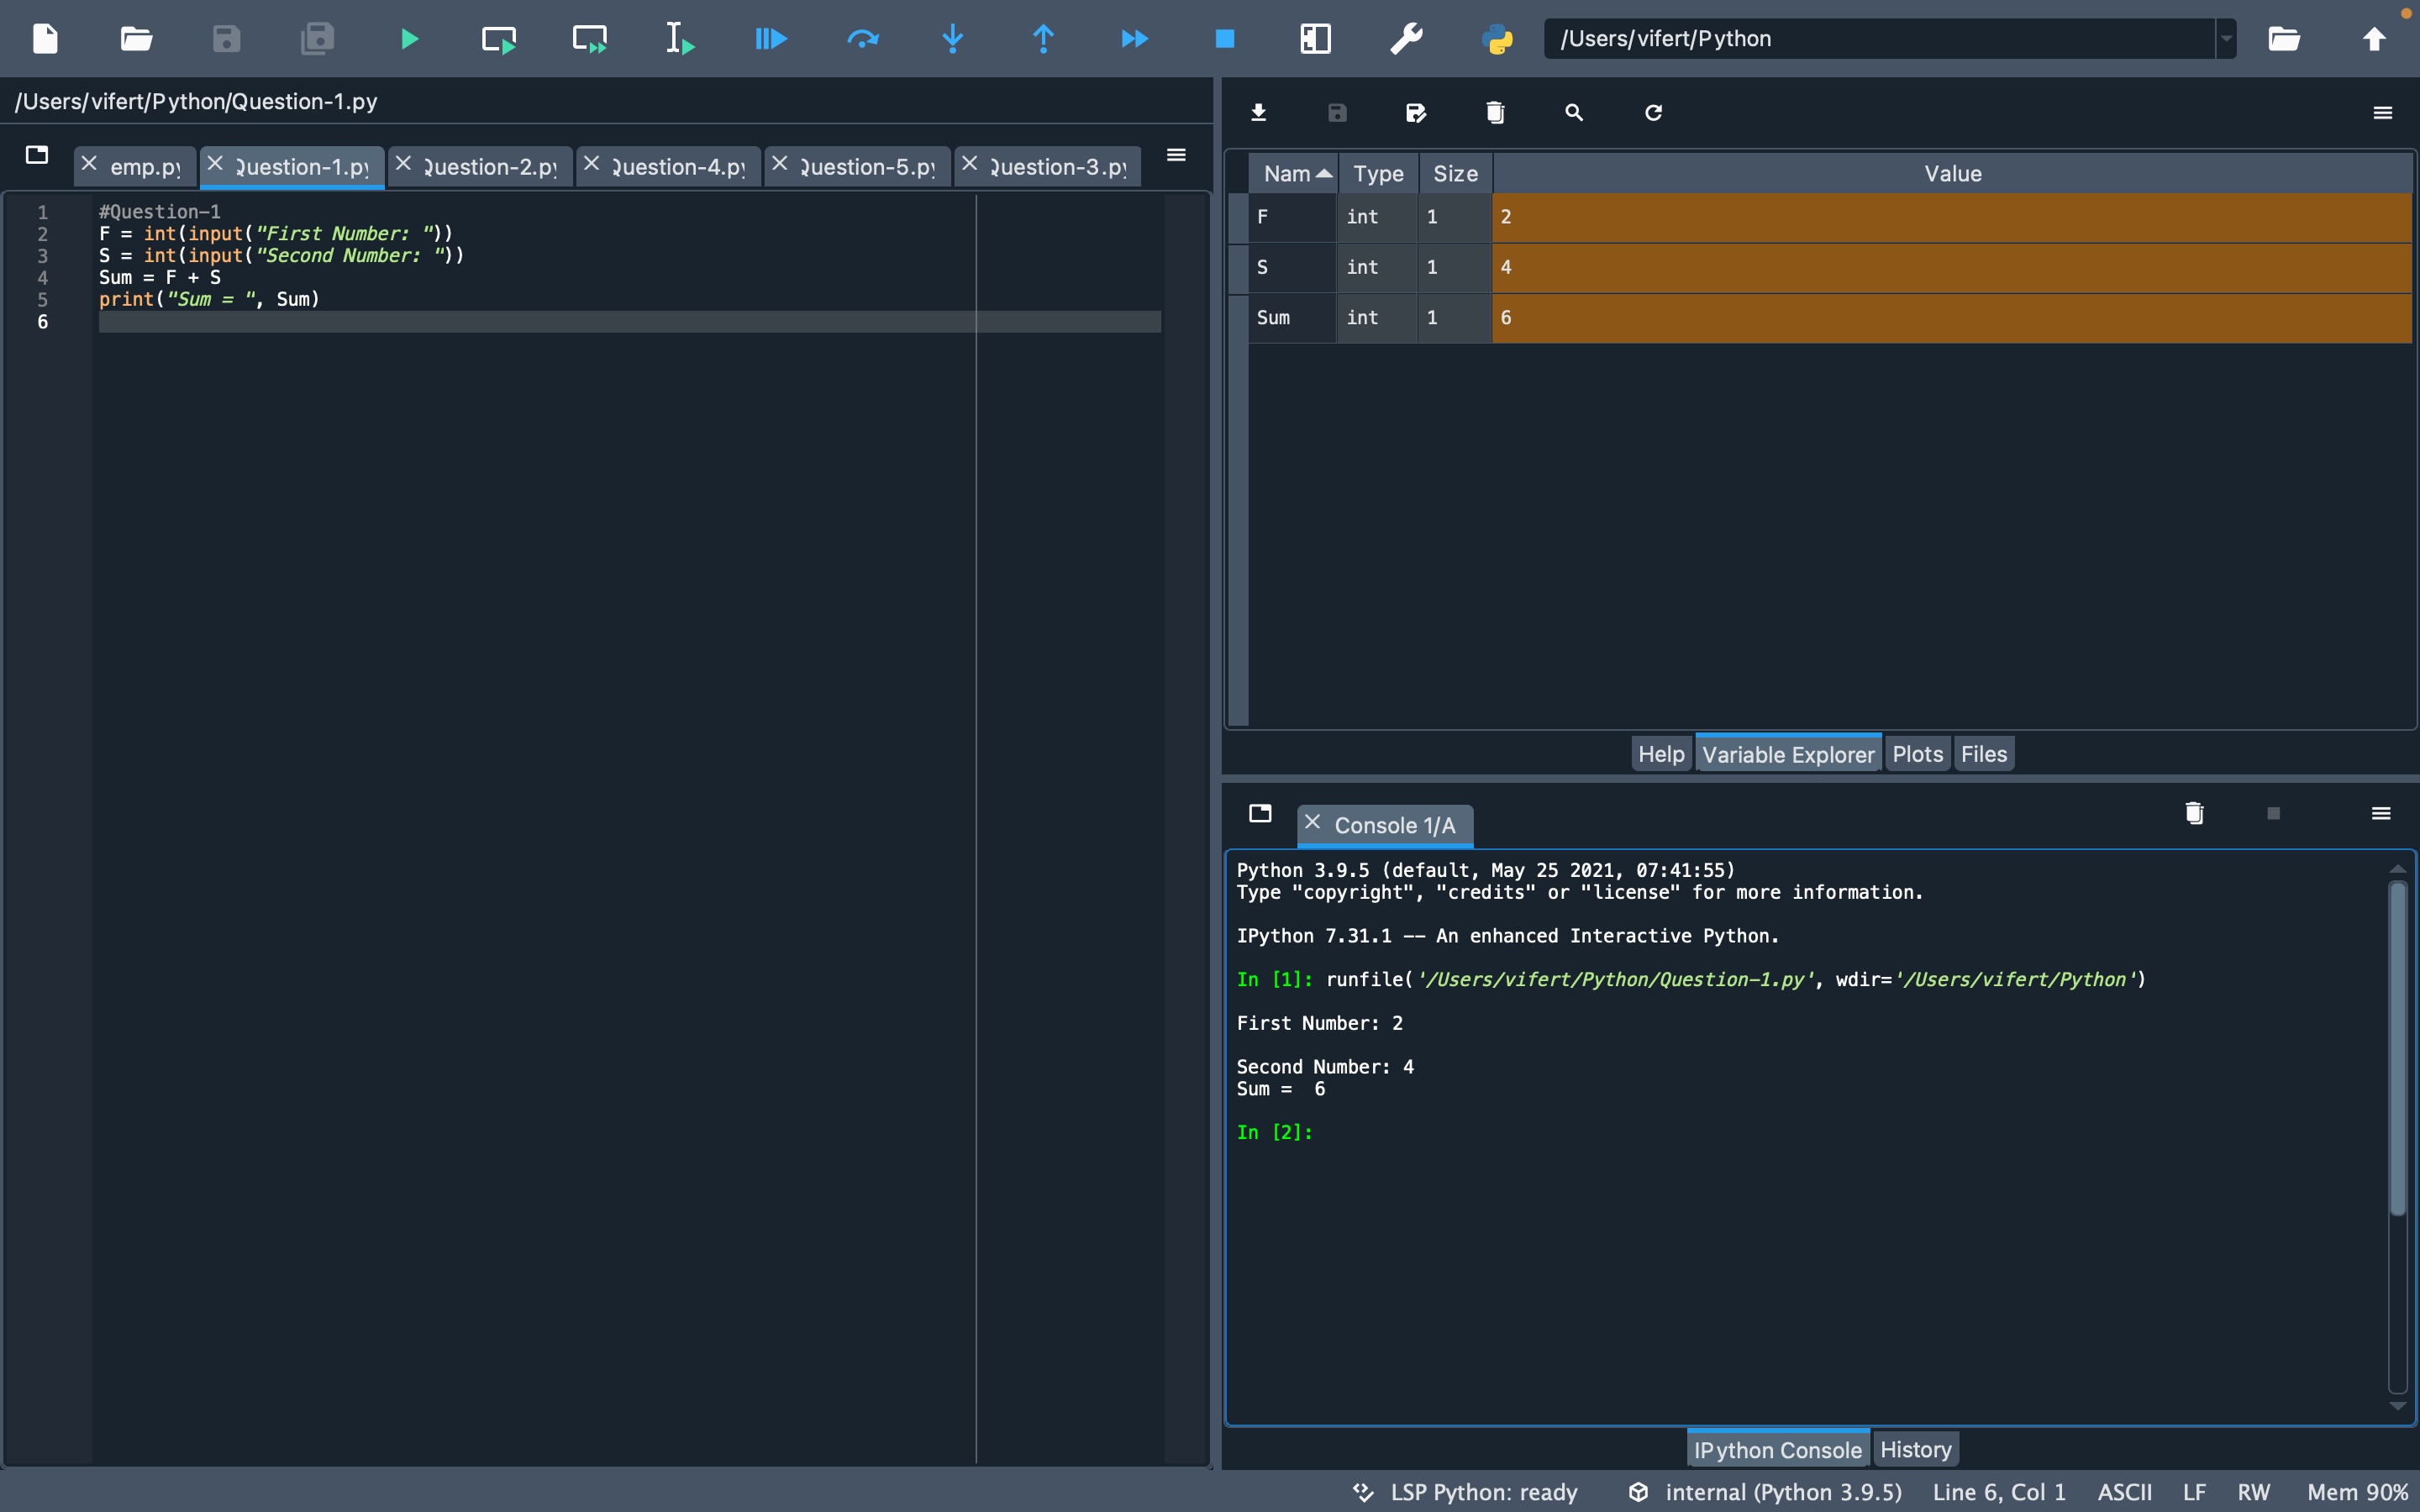 /Users/vifert/Python
/Users/vifert/Python/Question-1.py
emp.py Question-1.py Question-2.py Question-4.py Question-5.py Question-3.py
1 #Question-1
2 F = int(input("First Number: "))
3 S = int(input("Second Number: "))
4 Sum = F + S
5 print("Sum = ", Sum)
6
Nam Type Size Value
F int 1 2
S int 1 4
Sum int 1 6
Help Variable Explorer Plots Files
Console 1/A
Python 3.9.5 (default, May 25 2021, 07:41:55)
Type "copyright", "credits" or "license" for more information.
IPython 7.31.1 -- An enhanced Interactive Python.
In [1]: runfile('/Users/vifert/Python/Question-1.py', wdir='/Users/vifert/Python')
First Number: 2
Second Number: 4
Sum =  6
In [2]:
IPython Console History
LSP Python: ready internal (Python 3.9.5) Line 6, Col 1 ASCII LF RW Mem 90%